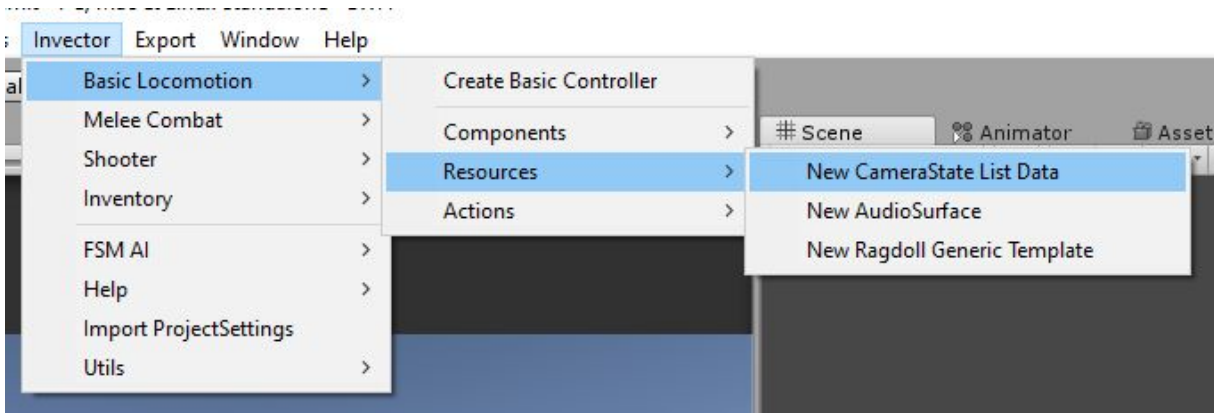 Invector Export Window Help
Basic Locomotion
Melee Combat
Shooter
Inventory
FSM AI
Help
Import ProjectSettings
Utils
Create Basic Controller
Components
Resources
Actions
# Scene Animator Asset
New CameraState List Data
New AudioSurface
New Ragdoll Generic Template